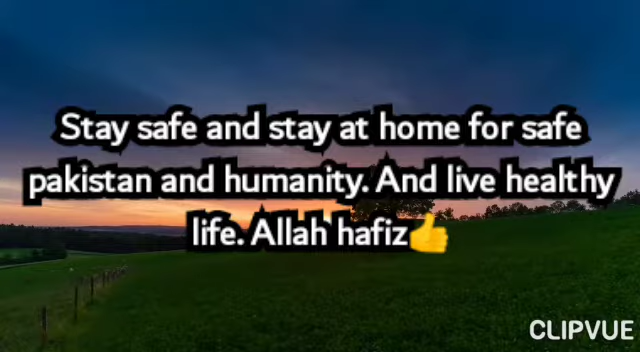 Stay safe and stay at home for safe
pakistan and humanity. And live healthy
life. Allah hafiz👍
CLIPVUE